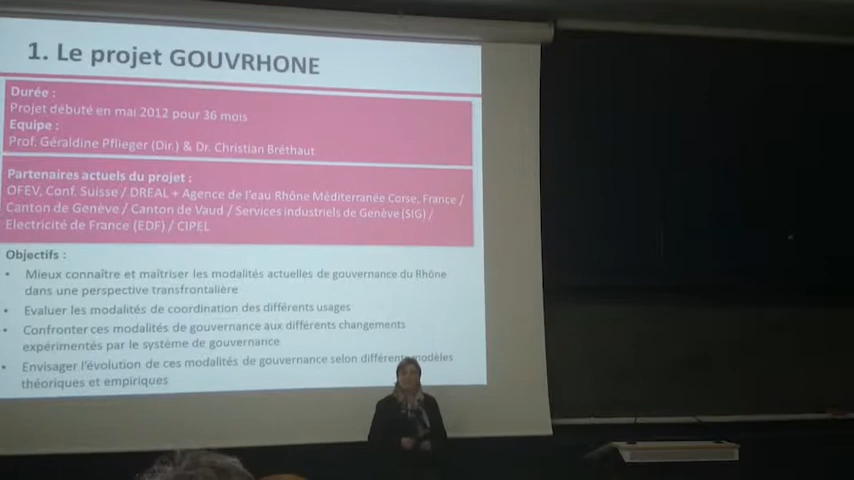 1. Le projet GOUVRHONE
Durée :
Projet débuté en mai 2012 pour 36 mois
Equipe :
Prof. Géraldine Pflieger (Dir.) & Dr. Christian Bréthaut
Partenaires actuels du projet :
OFEV, Conf. Suisse / DREAL + Agence de l'eau Rhône Méditerranée Corse, France /
Canton de Genève / Canton de Vaud / Services industriels de Genève (SIG) /
Electricité de France (EDF) / CIPEL
Objectifs :
• Mieux connaître et maîtriser les modalités actuelles de gouvernance du Rhône
dans une perspective transfrontalière
• Evaluer les modalités de coordination des différents usages
• Confronter ces modalités de gouvernance aux différents changements
expérimentés par le système de gouvernance
• Envisager l'évolution de ces modalités de gouvernance selon différents modèles
théoriques et empiriques